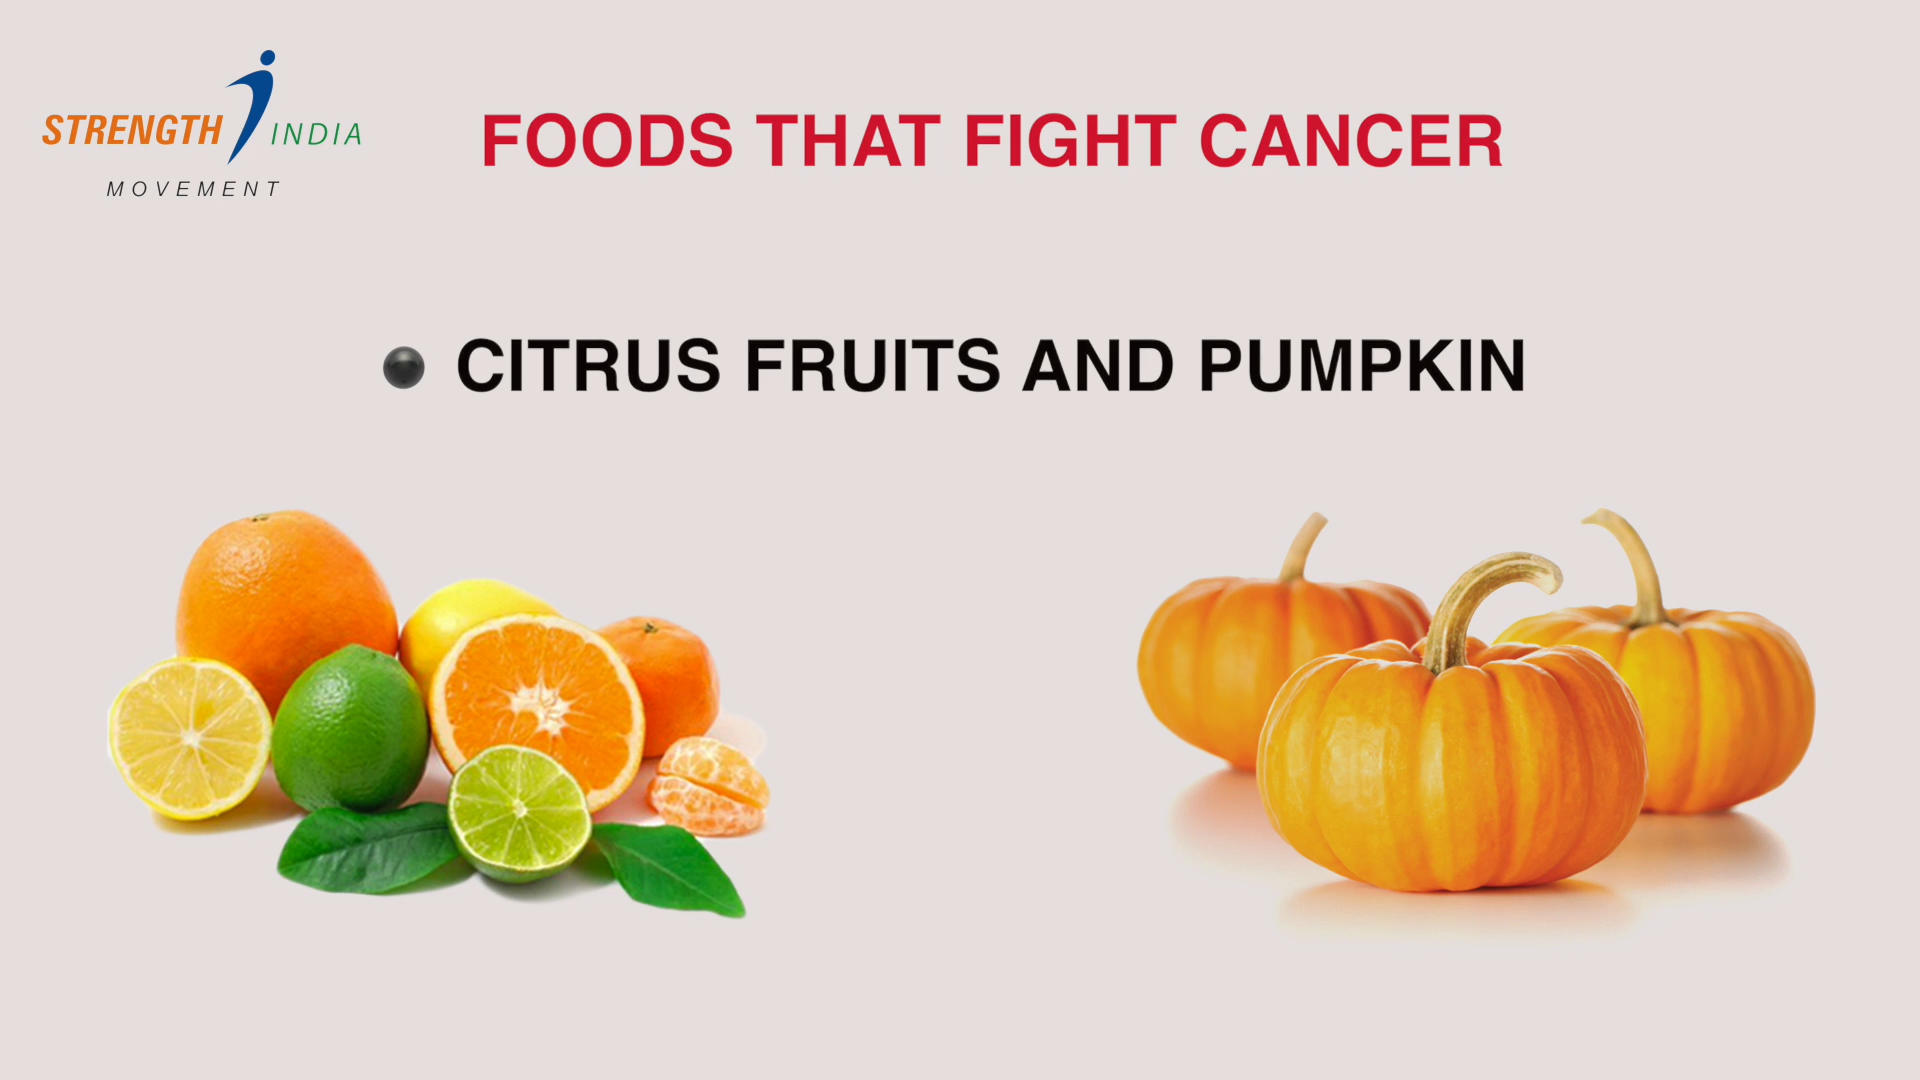 STRENGTH INDIA
MOVEMENT
FOODS THAT FIGHT CANCER
• CITRUS FRUITS AND PUMPKIN